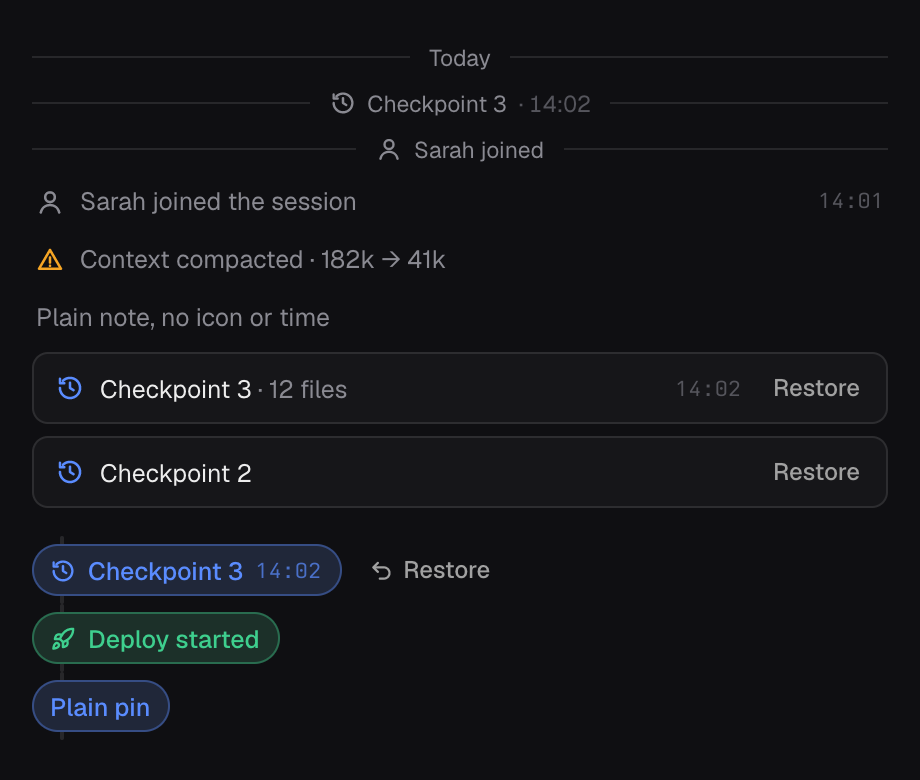 Today
Checkpoint 3 · 14:02
Sarah joined
Sarah joined the session 14:01
Context compacted · 182k → 41k
Plain note, no icon or time
Checkpoint 3 · 12 files 14:02 Restore
Checkpoint 2 Restore
Checkpoint 3 14:02 Restore
Deploy started
Plain pin